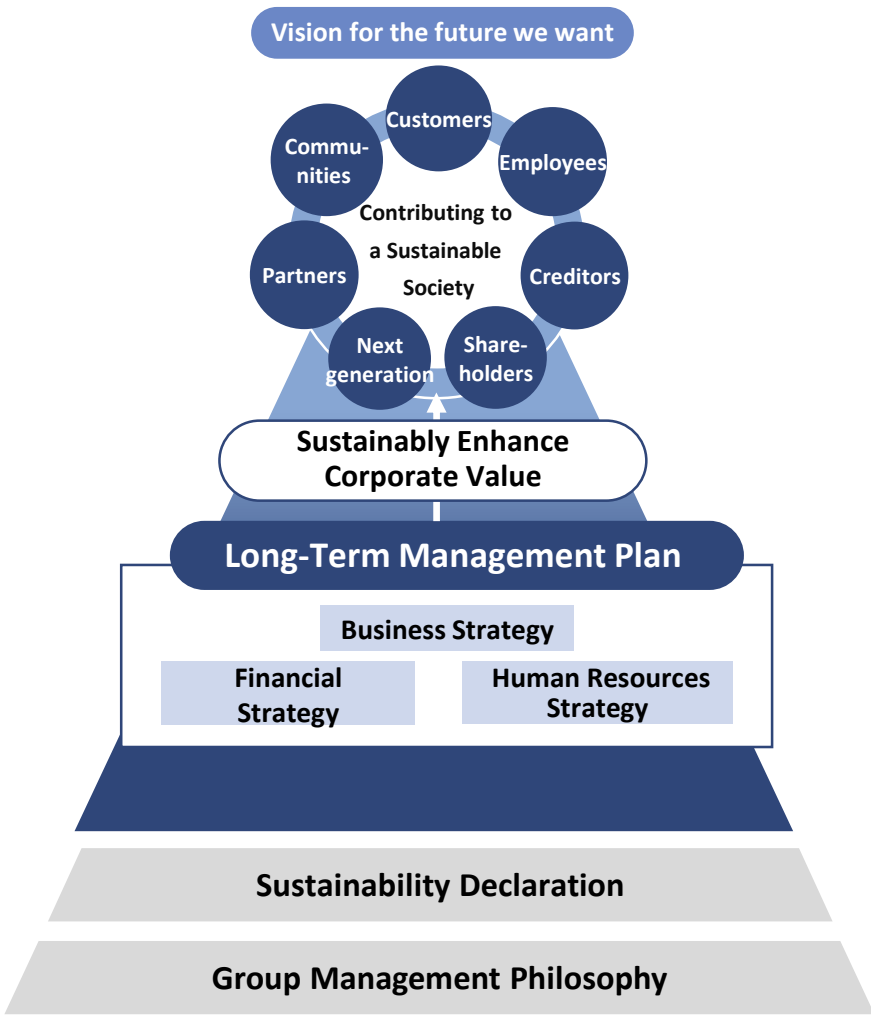 Vision for the future we want
Customers
Commu-
nities
Employees
Contributing to
a Sustainable
Society
Partners
Creditors
Next
generation
Share-
holders
Sustainably Enhance
Corporate Value
Long-Term Management Plan
Business Strategy
Financial
Strategy
Human Resources
Strategy
Sustainability Declaration
Group Management Philosophy